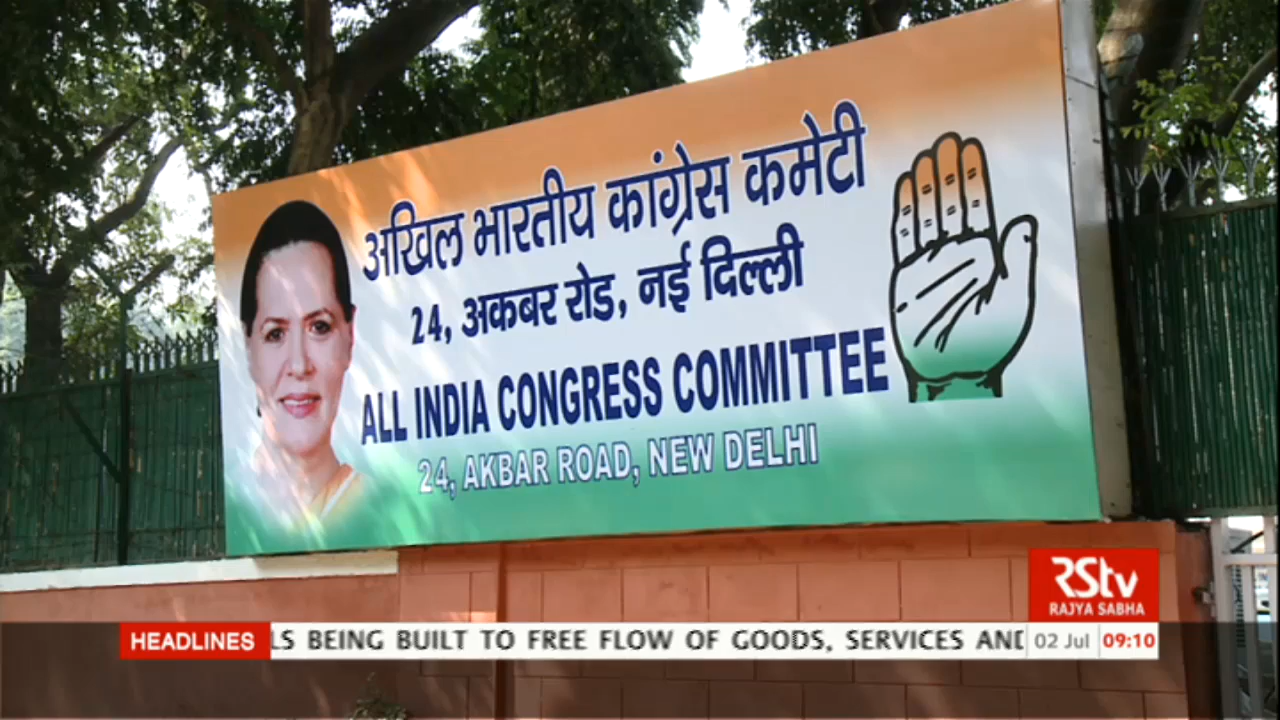 अखिल भारतीय कांग्रेस कमेटी
24, अकबर रोड, नई दिल्ली
ALL INDIA CONGRESS COMMITTEE
24, AKBAR ROAD, NEW DELHI
RSTV
RAJYA SABHA
HEADLINES LS BEING BUILT TO FREE FLOW OF GOODS, SERVICES AND 02 Jul 09:10